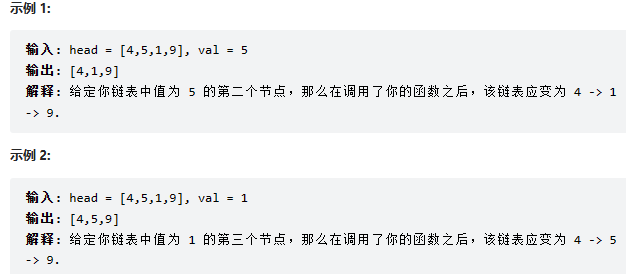 示例 1:
输入: head = [4,5,1,9], val = 5
输出: [4,1,9]
解释: 给定你链表中值为 5 的第二个节点，那么在调用了你的函数之后，该链表应变为 4 -> 1
-> 9.
示例 2:
输入: head = [4,5,1,9], val = 1
输出: [4,5,9]
解释: 给定你链表中值为 1 的第三个节点，那么在调用了你的函数之后，该链表应变为 4 -> 5
-> 9.